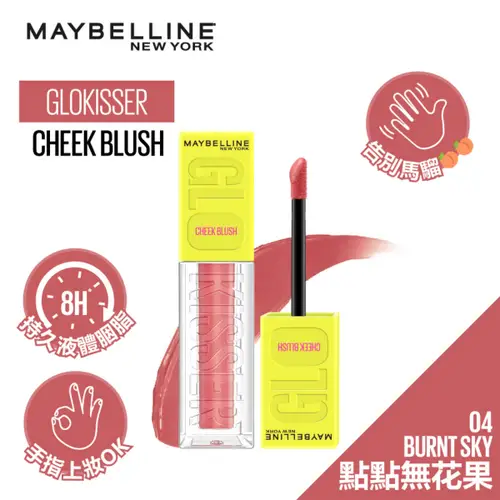 MAYBELLINE
NEW YORK
GLOKISSER
CHEEK BLUSH
告別馬騮🍑🍑
8H
持久液體胭脂
手指上妝OK
MAYBELLINE
NEW YORK
GLO
CHEEK BLUSH
KISSER
CHEEK BLUSH
GLO
MAYBELLINE
NEW YORK
04
BURNT SKY
點點無花果